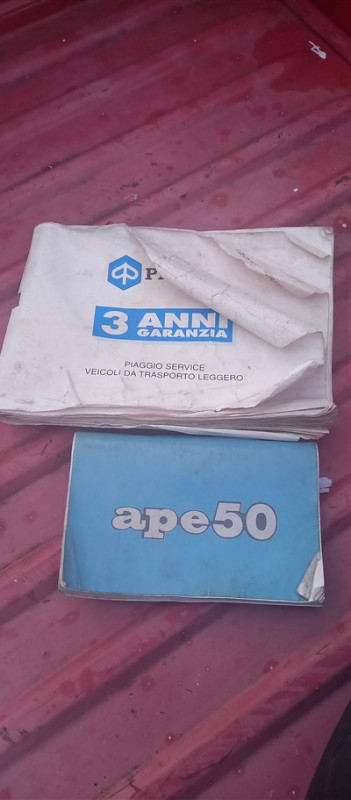 3 ANNI
GARANZIA
PIAGGIO SERVICE
VEICOLI DA TRASPORTO LEGGERO
ape50